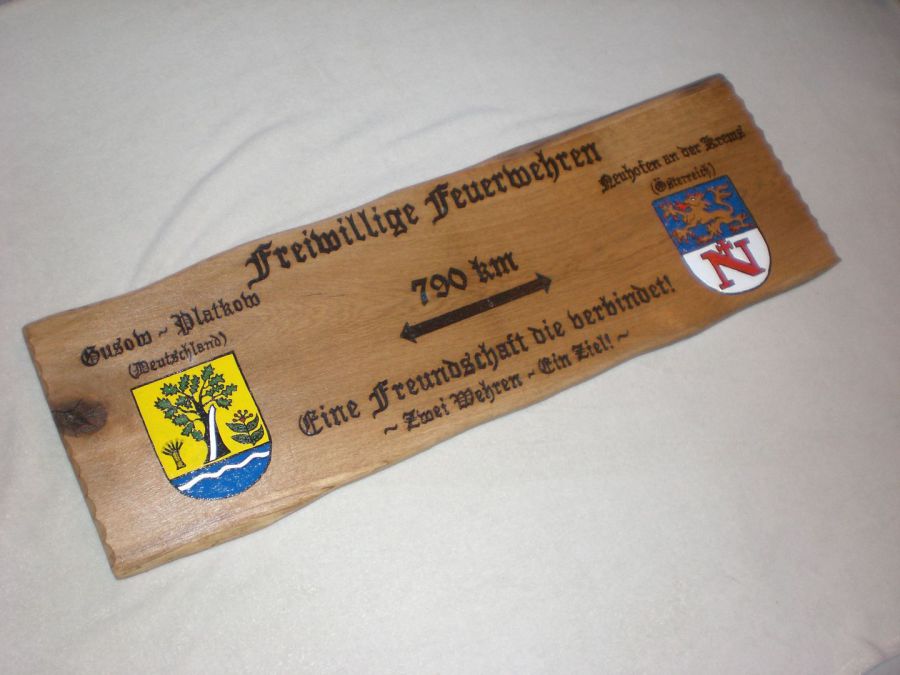 Freiwillige Feuerwehren
Gusow ~ Platkow
(Deutschland)
790 km
Neuhofen an der Krems
(Österreich)
N
Eine Freundschaft die verbindet!
~ Zwei Wehren ~ Ein Ziel! ~